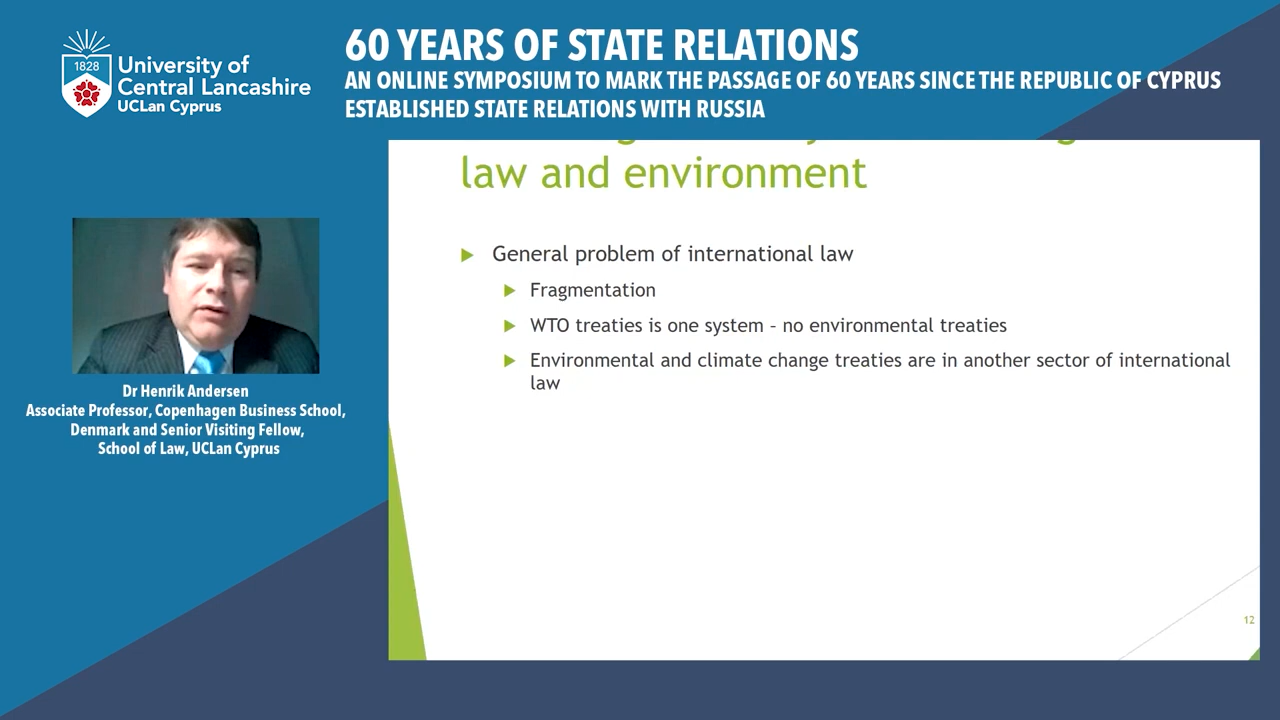 1828
University of
Central Lancashire
UCLan Cyprus
60 YEARS OF STATE RELATIONS
AN ONLINE SYMPOSIUM TO MARK THE PASSAGE OF 60 YEARS SINCE THE REPUBLIC OF CYPRUS
ESTABLISHED STATE RELATIONS WITH RUSSIA
Dr Henrik Andersen
Associate Professor, Copenhagen Business School,
Denmark and Senior Visiting Fellow,
School of Law, UCLan Cyprus
law and environment
General problem of international law
Fragmentation
WTO treaties is one system – no environmental treaties
Environmental and climate change treaties are in another sector of international
law
12